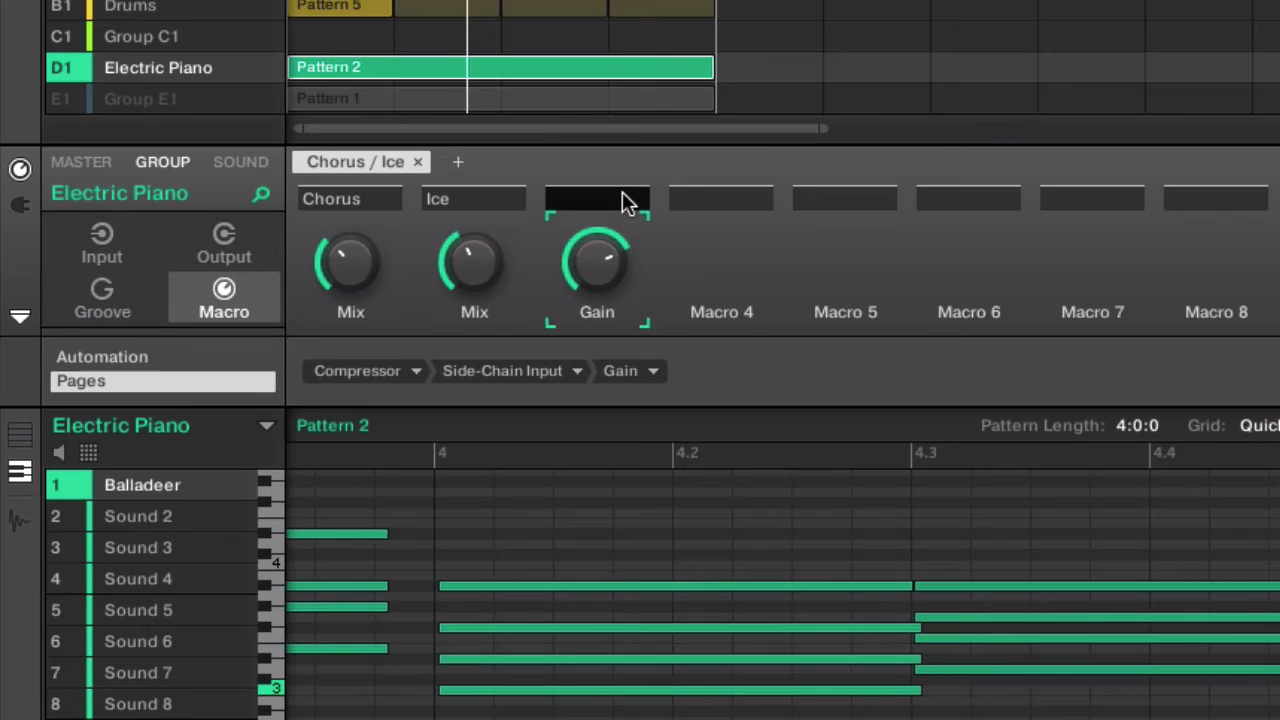 B1 Drums Pattern 5
C1 Group C1
D1 Electric Piano Pattern 2
E1 Group E1 Pattern 1
MASTER GROUP SOUND Chorus / Ice × +
Electric Piano Chorus Ice
Input Output
Groove Macro Mix Mix Gain Macro 4 Macro 5 Macro 6 Macro 7 Macro 8
Automation
Pages Compressor Side-Chain Input Gain
Electric Piano Pattern 2 Pattern Length: 4:0:0 Grid: Quic
4 4.2 4.3 4.4
1 Balladeer
2 Sound 2
3 Sound 3
4
4 Sound 4
5 Sound 5
6 Sound 6
7 Sound 7
3
8 Sound 8